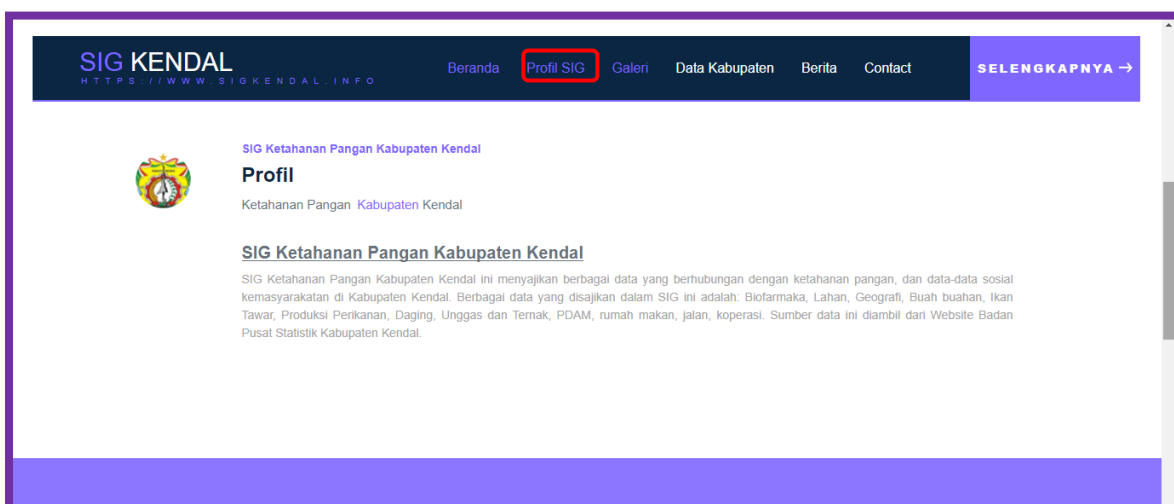 SIG KENDAL
HTTPS://WWW.SIGKENDAL.INFO
Beranda Profil SIG Galeri Data Kabupaten Berita Contact SELENGKAPNYA →
SIG Ketahanan Pangan Kabupaten Kendal
Profil
Ketahanan Pangan Kabupaten Kendal
SIG Ketahanan Pangan Kabupaten Kendal
SIG Ketahanan Pangan Kabupaten Kendal ini menyajikan berbagai data yang berhubungan dengan ketahanan pangan, dan data-data sosial
kemasyarakatan di Kabupaten Kendal. Berbagai data yang disajikan dalam SIG ini adalah: Biofarmaka, Lahan, Geografi, Buah buahan, Ikan
Tawar, Produksi Perikanan, Daging, Unggas dan Ternak, PDAM, rumah makan, jalan, koperasi. Sumber data ini diambil dari Website Badan
Pusat Statistik Kabupaten Kendal.